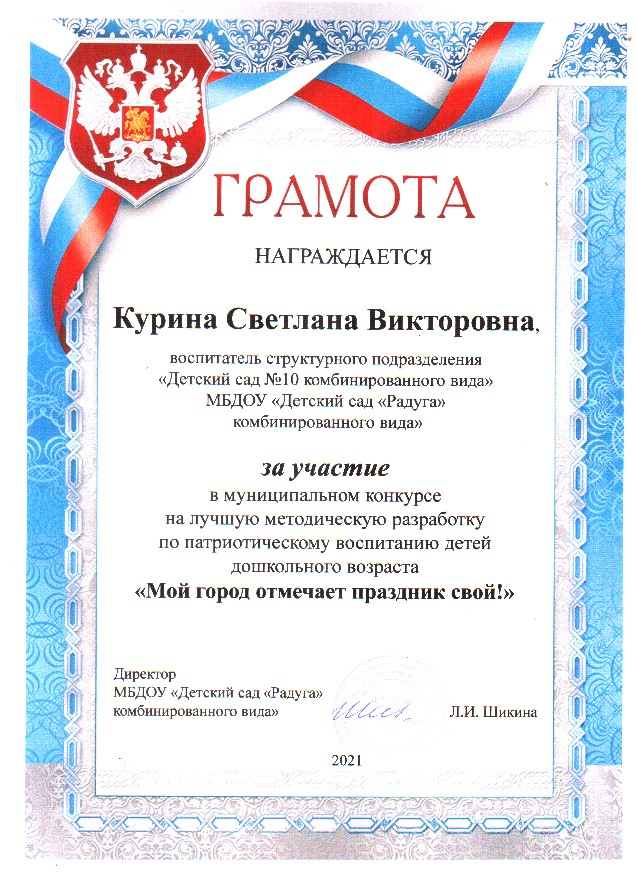 ГРАМОТА
НАГРАЖДАЕТСЯ
Курина Светлана Викторовна,
воспитатель структурного подразделения
«Детский сад №10 комбинированного вида»
МБДОУ «Детский сад «Радуга»
комбинированного вида»
за участие
в муниципальном конкурсе
на лучшую методическую разработку
по патриотическому воспитанию детей
дошкольного возраста
«Мой город отмечает праздник свой!»
Директор
МБДОУ «Детский сад «Радуга»
комбинированного вида»
Л.И. Шикина
2021